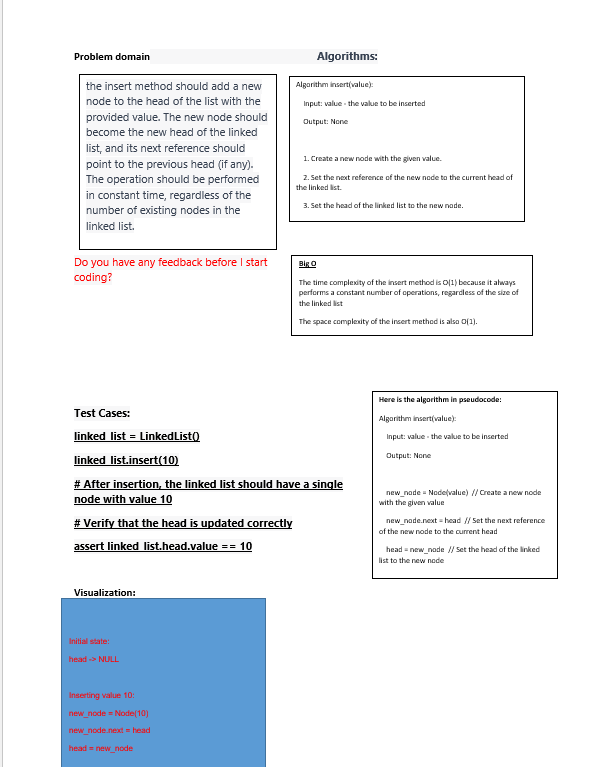 Problem domain
Algorithms:
the insert method should add a new
node to the head of the list with the
provided value. The new node should
become the new head of the linked
list, and its next reference should
point to the previous head (if any).
The operation should be performed
in constant time, regardless of the
number of existing nodes in the
linked list.
Algorithm insert(value):
Input: value - the value to be inserted
Output: None
1. Create a new node with the given value.
2. Set the next reference of the new node to the current head of
the linked list.
3. Set the head of the linked list to the new node.
Do you have any feedback before I start
coding?
Big O
The time complexity of the insert method is O(1) because it always
performs a constant number of operations, regardless of the size of
the linked list
The space complexity of the insert method is also O(1).
Test Cases:
linked_list = LinkedList()
linked_list.insert(10)
# After insertion, the linked list should have a single
node with value 10
# Verify that the head is updated correctly
assert linked_list.head.value == 10
Here is the algorithm in pseudocode:
Algorithm insert(value):
Input: value - the value to be inserted
Output: None
new_node = Node(value)  // Create a new node
with the given value
new_node.next = head  // Set the next reference
of the new node to the current head
head = new_node  // Set the head of the linked
list to the new node
Visualization:
Initial state:
head -> NULL
Inserting value 10:
new_node = Node(10)
new_node.next = head
head = new_node